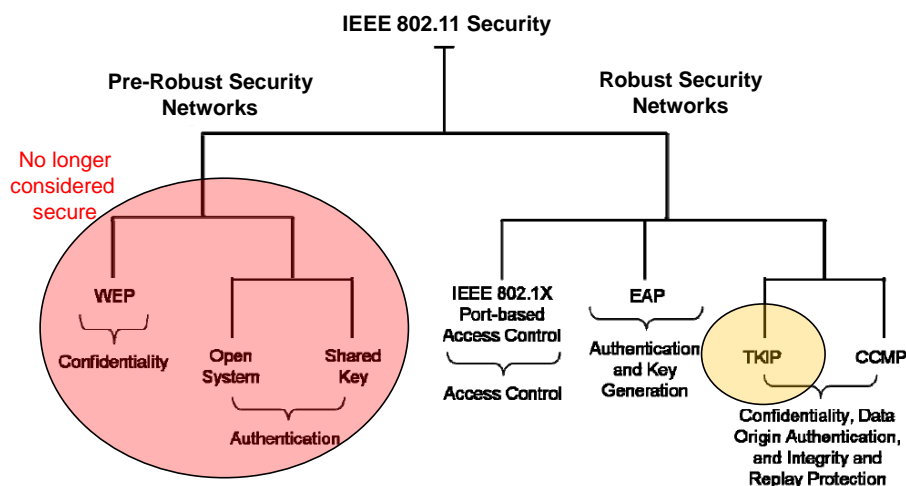 IEEE 802.11 Security
Pre-Robust Security
Networks
Robust Security
Networks
No longer
considered
secure
WEP
Confidentiality
Open
System
Shared
Key
Authentication
IEEE 802.1X
Port-based
Access Control
Access Control
EAP
Authentication
and Key
Generation
TKIP
CCMP
Confidentiality, Data
Origin Authentication,
and Integrity and
Replay Protection